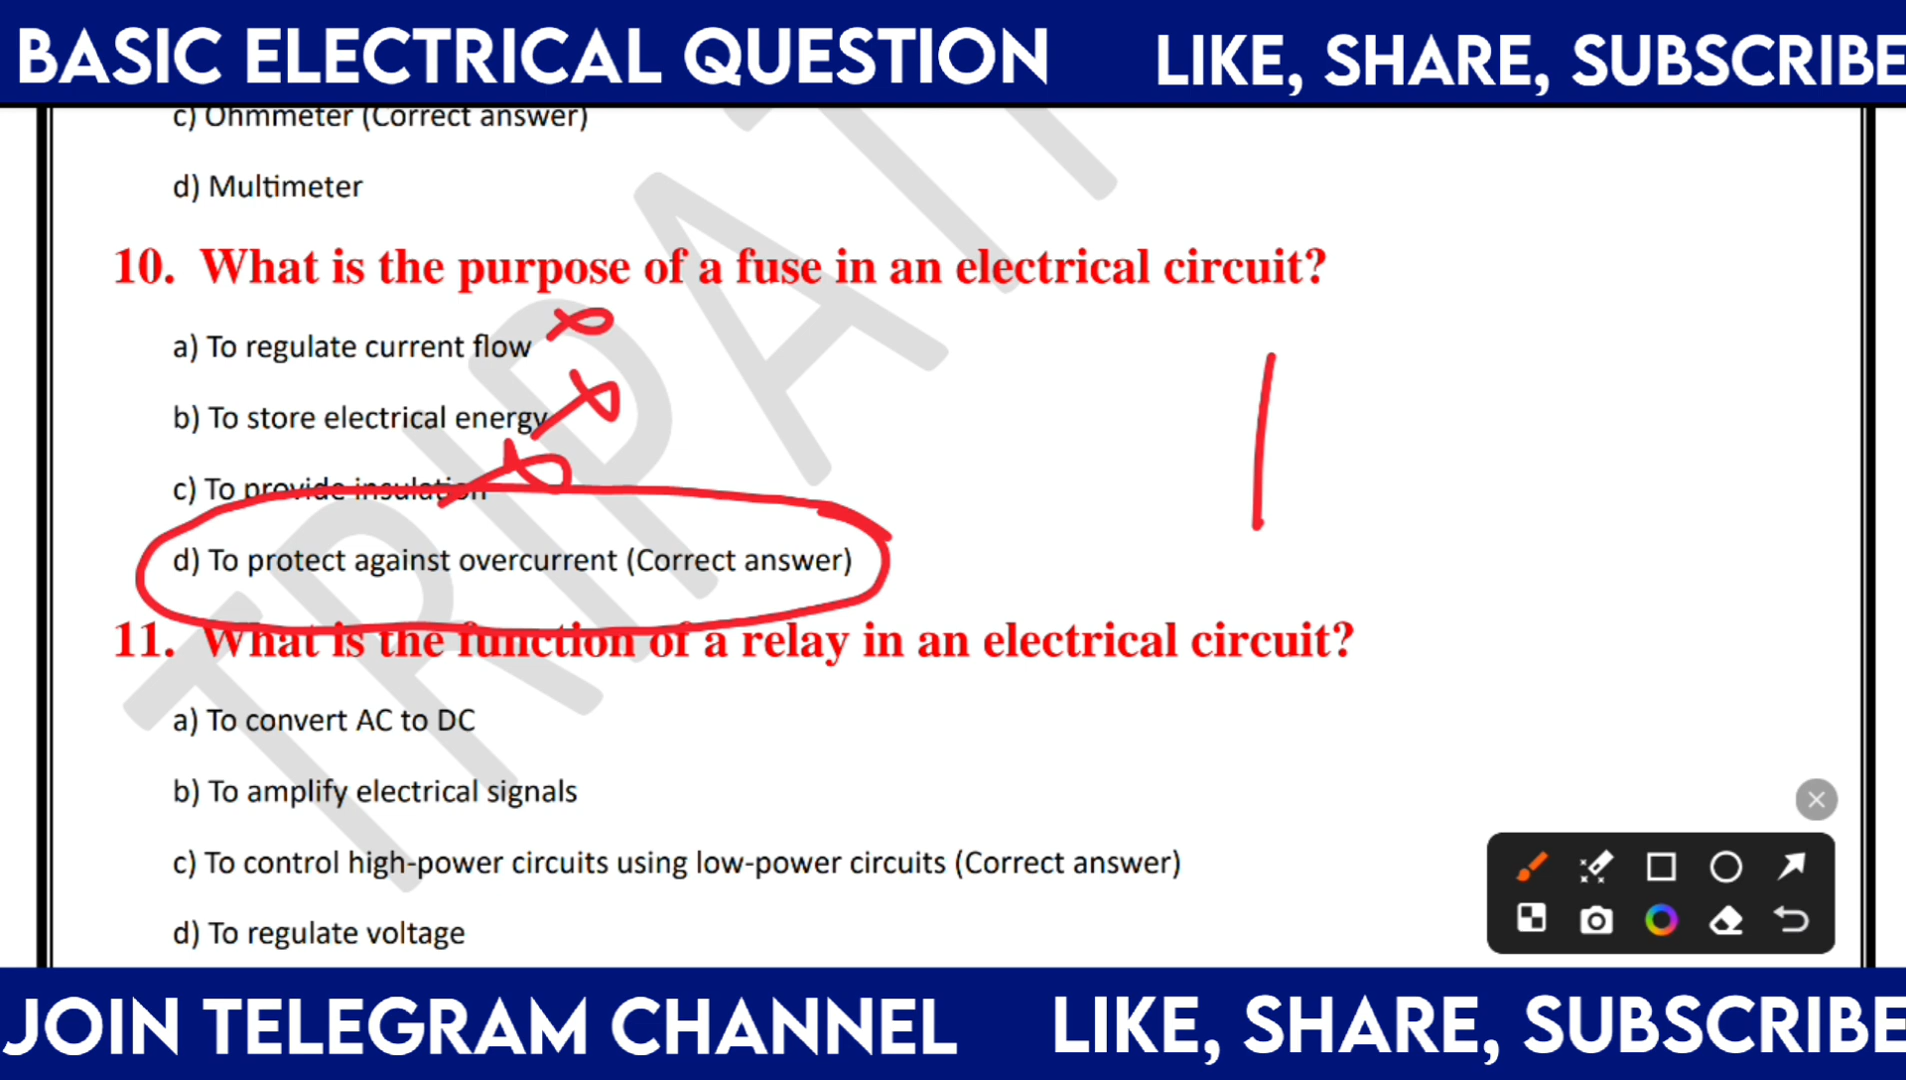 BASIC ELECTRICAL QUESTION LIKE, SHARE, SUBSCRIBE
c) Ohmmeter (Correct answer)
d) Multimeter
10. What is the purpose of a fuse in an electrical circuit?
a) To regulate current flow
b) To store electrical energy
c) To provide insulation
d) To protect against overcurrent (Correct answer)
11. What is the function of a relay in an electrical circuit?
a) To convert AC to DC
b) To amplify electrical signals
c) To control high-power circuits using low-power circuits (Correct answer)
d) To regulate voltage
JOIN TELEGRAM CHANNEL LIKE, SHARE, SUBSCRIBE